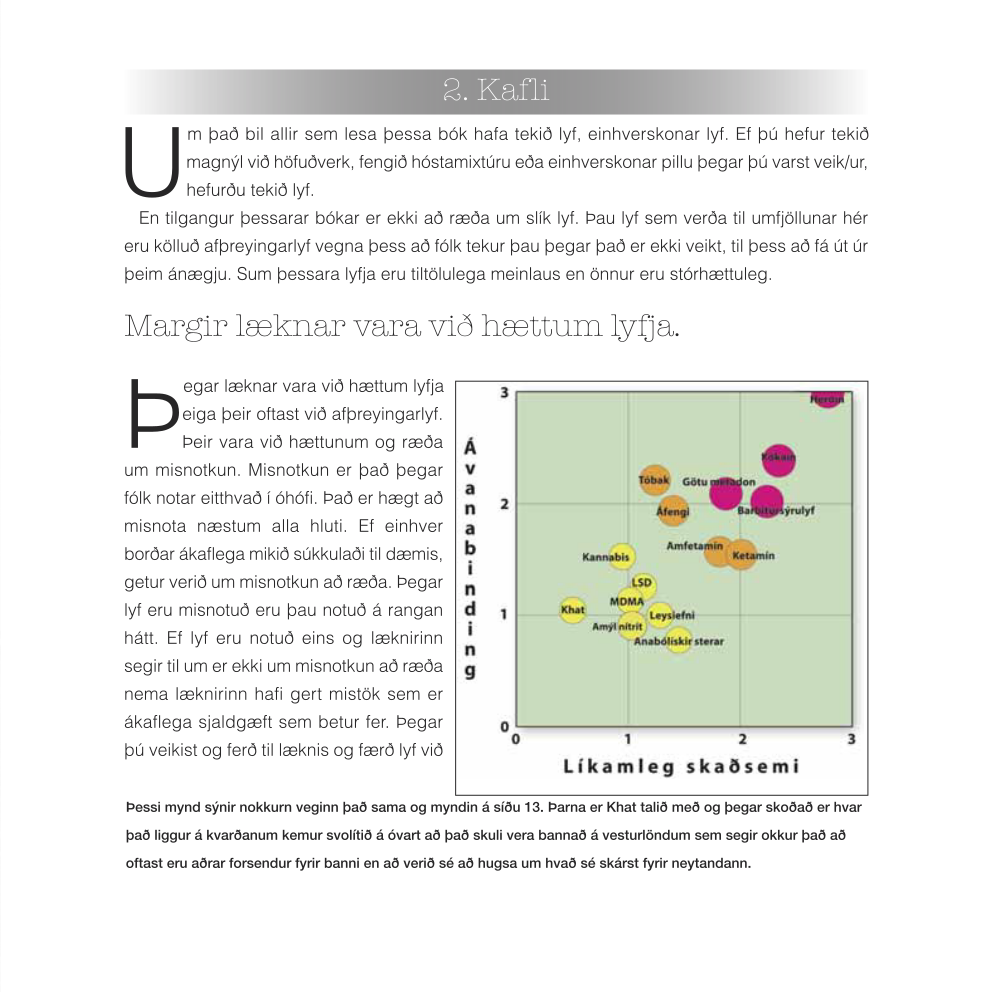 2. Kafli
Um það bil allir sem lesa þessa bók hafa tekið lyf, einhverskonar lyf. Ef þú hefur tekið
magnýl við höfuðverk, fengið hóstamixtúru eða einhverskonar pillu þegar þú varst veik/ur,
hefurðu tekið lyf.
En tilgangur þessarar bókar er ekki að ræða um slík lyf. Þau lyf sem verða til umfjöllunar hér
eru kölluð afþreyingarlyf vegna þess að fólk tekur þau þegar það er ekki veikt, til þess að fá út úr
þeim ánægju. Sum þessara lyfja eru tiltölulega meinlaus en önnur eru stórhættuleg.
Margir læknar vara við hættum lyfja.
Þegar læknar vara við hættum lyfja
eiga þeir oftast við afþreyingarlyf.
Þeir vara við hættunum og ræða
um misnotkun. Misnotkun er það þegar
fólk notar eitthvað í óhófi. Það er hægt að
misnota næstum alla hluti. Ef einhver
borðar ákaflega mikið súkkulaði til dæmis,
getur verið um misnotkun að ræða. Þegar
lyf eru misnotuð eru þau notuð á rangan
hátt. Ef lyf eru notuð eins og læknirinn
segir til um er ekki um misnotkun að ræða
nema læknirinn hafi gert mistök sem er
ákaflega sjaldgæft sem betur fer. Þegar
þú veikist og ferð til læknis og færð lyf við
Ávanabinding
3
2
1
0
Heróín
Kókaín
Tóbak
Götu metadon
Áfengi
Barbitursýrulyf
Amfetamín
Ketamín
Kannabis
LSD
MDMA
Khat
Leysiefni
Amýl nítrít
Anabólískir sterar
0 1 2 3
Líkamleg skaðsemi
Þessi mynd sýnir nokkurn veginn það sama og myndin á síðu 13. Þarna er Khat talið með og þegar skoðað er hvar
það liggur á kvarðanum kemur svolítið á óvart að það skuli vera bannað á vesturlöndum sem segir okkur það að
oftast eru aðrar forsendur fyrir banni en að verið sé að hugsa um hvað sé skárst fyrir neytandann.